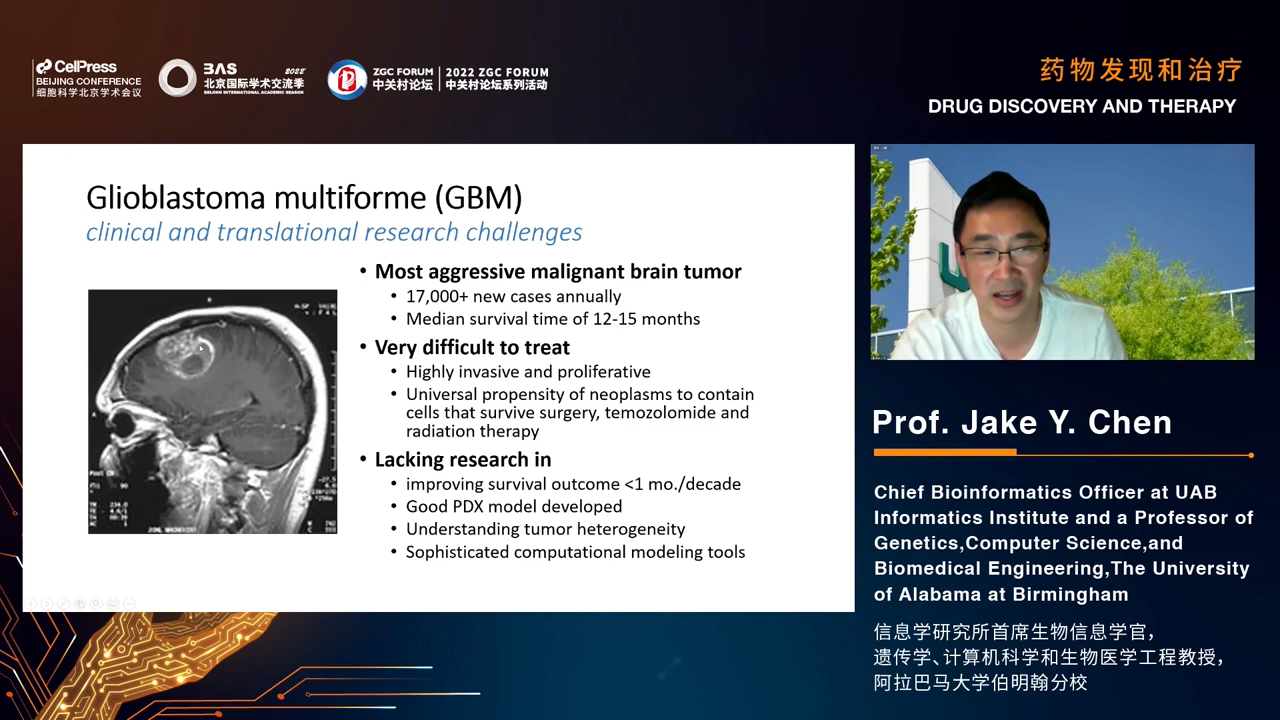 CelPress
BEIJING CONFERENCE
细胞科学北京学术会议
BAS 2022
北京国际学术交流季
BEIJING INTERNATIONAL ACADEMIC SEASON
ZGC FORUM
中关村论坛
2022 ZGC FORUM
中关村论坛系列活动
药物发现和治疗
DRUG DISCOVERY AND THERAPY
Glioblastoma multiforme (GBM)
clinical and translational research challenges
• Most aggressive malignant brain tumor
• 17,000+ new cases annually
• Median survival time of 12-15 months
• Very difficult to treat
• Highly invasive and proliferative
• Universal propensity of neoplasms to contain
cells that survive surgery, temozolomide and
radiation therapy
• Lacking research in
• improving survival outcome <1 mo./decade
• Good PDX model developed
• Understanding tumor heterogeneity
• Sophisticated computational modeling tools
Prof. Jake Y. Chen
Chief Bioinformatics Officer at UAB
Informatics Institute and a Professor of
Genetics,Computer Science,and
Biomedical Engineering,The University
of Alabama at Birmingham
信息学研究所首席生物信息学官，
遗传学、计算机科学和生物医学工程教授，
阿拉巴马大学伯明翰分校